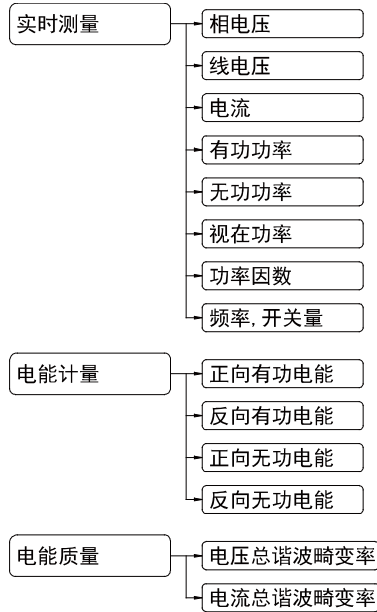 实时测量
相电压
线电压
电流
有功功率
无功功率
视在功率
功率因数
频率, 开关量
电能计量
正向有功电能
反向有功电能
正向无功电能
反向无功电能
电能质量
电压总谐波畸变率
电流总谐波畸变率